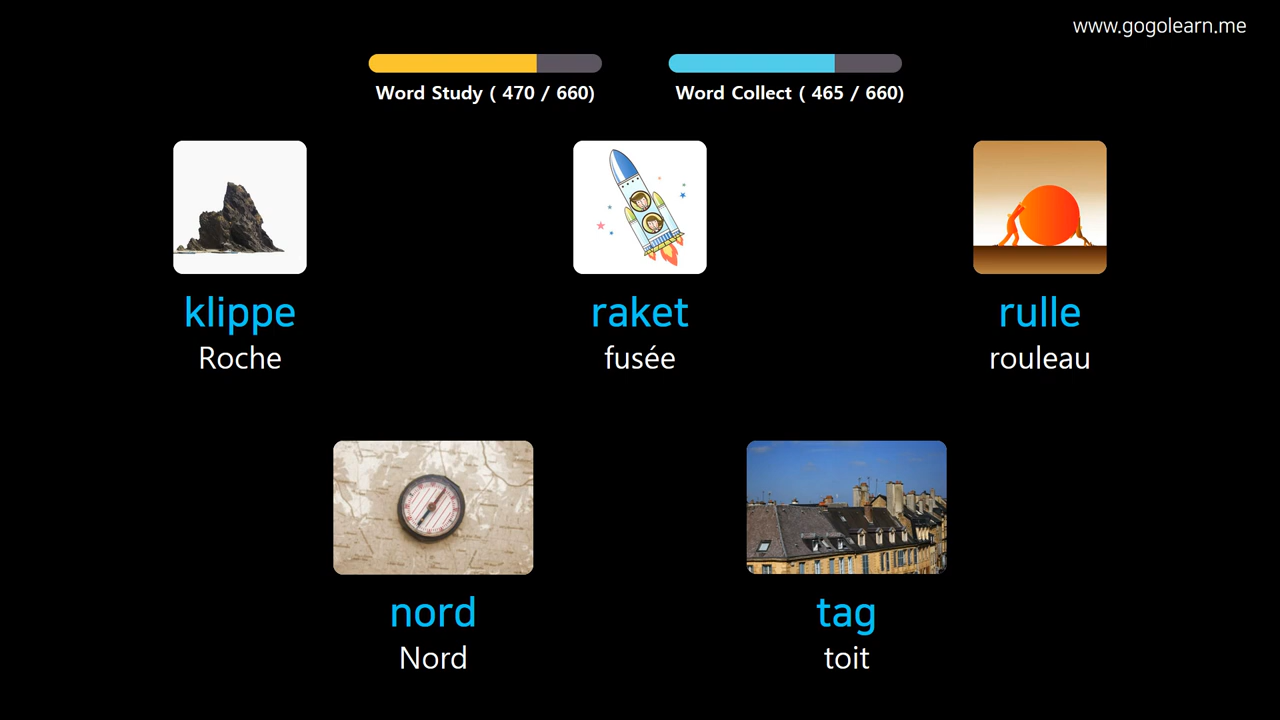 www.gogolearn.me
Word Study ( 470 / 660)
Word Collect ( 465 / 660)
klippe
Roche
raket
fusée
rulle
rouleau
nord
Nord
tag
toit